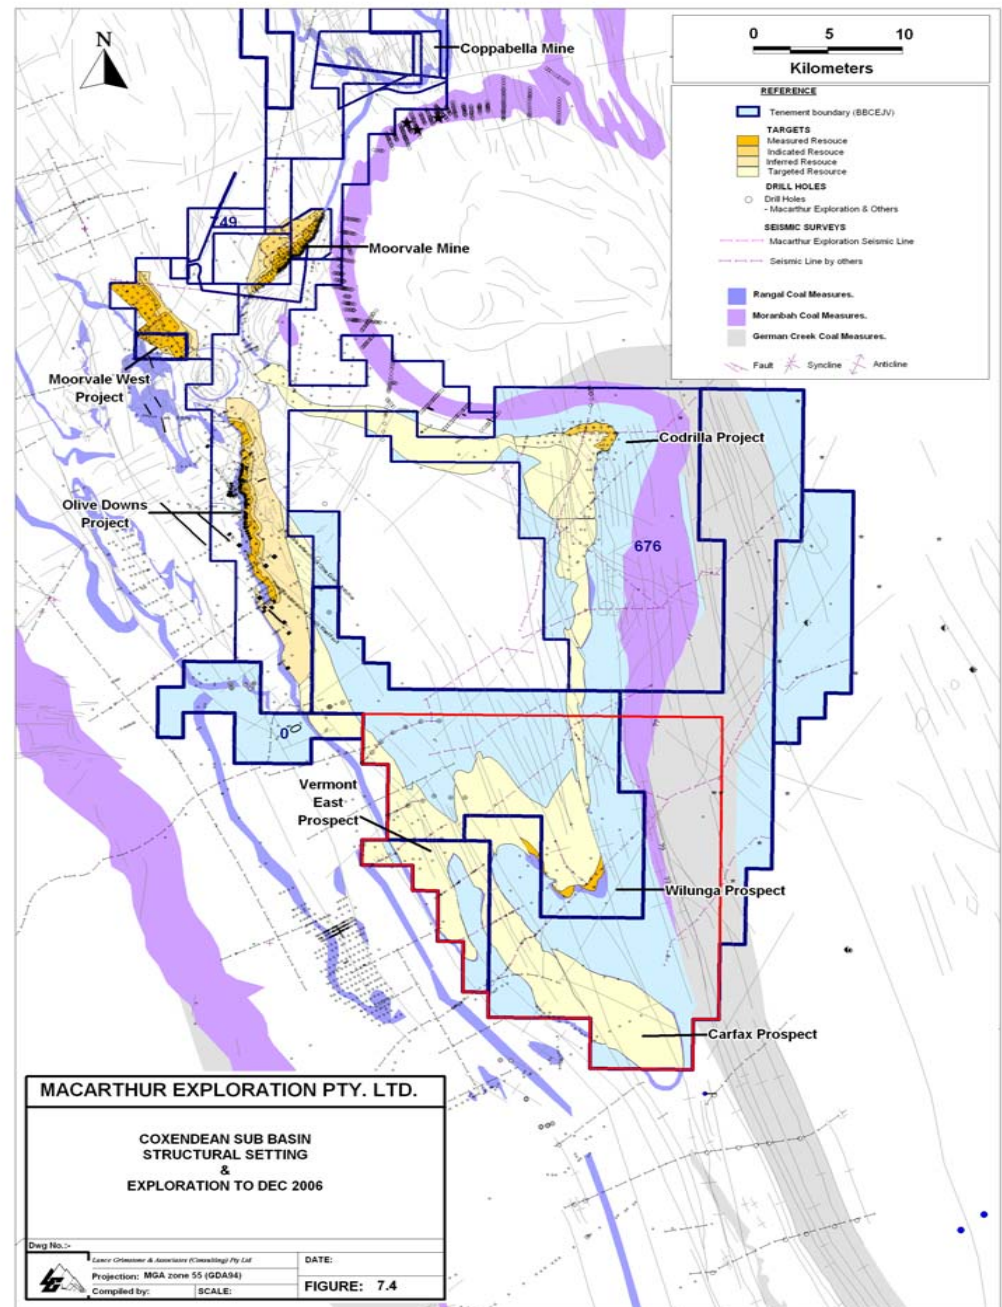 N
Coppabella Mine
0 5 10
Kilometers
REFERENCE
Tenement boundary (BBCEJV)
TARGETS
Measured Resouce
Indicated Resouce
Inferred Resouce
Targeted Resource
DRILL HOLES
Drill Holes
- Macarthur Exploration & Others
SEISMIC SURVEYS
Macarthur Exploration Seismic Line
Seismic Line by others
Rangal Coal Measures.
Moranbah Coal Measures.
German Creek Coal Measures.
Fault Syncline Anticline
749
Moorvale Mine
Moorvale West
Project
Codrilla Project
Olive Downs
Project
676
0
Vermont
East
Prospect
Wilunga Prospect
Carfax Prospect
MACARTHUR EXPLORATION PTY. LTD.
COXENDEAN SUB BASIN
STRUCTURAL SETTING
&
EXPLORATION TO DEC 2006
Dwg No.:-
Lance Grimstone & Associates (Consulting) Pty Ltd
DATE:
Projection: MGA zone 55 (GDA94)
Compiled by: SCALE:
FIGURE: 7.4